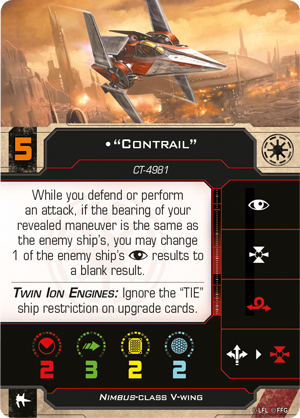 5
• “Contrail”
CT-4981
While you defend or perform
an attack, if the bearing of your
revealed maneuver is the same as
the enemy ship’s, you may change
1 of the enemy ship’s results to
a blank result.
Twin Ion Engines: Ignore the “TIE”
ship restriction on upgrade cards.
2 3 2 2
Nimbus-class V-wing
© LFL © FFG